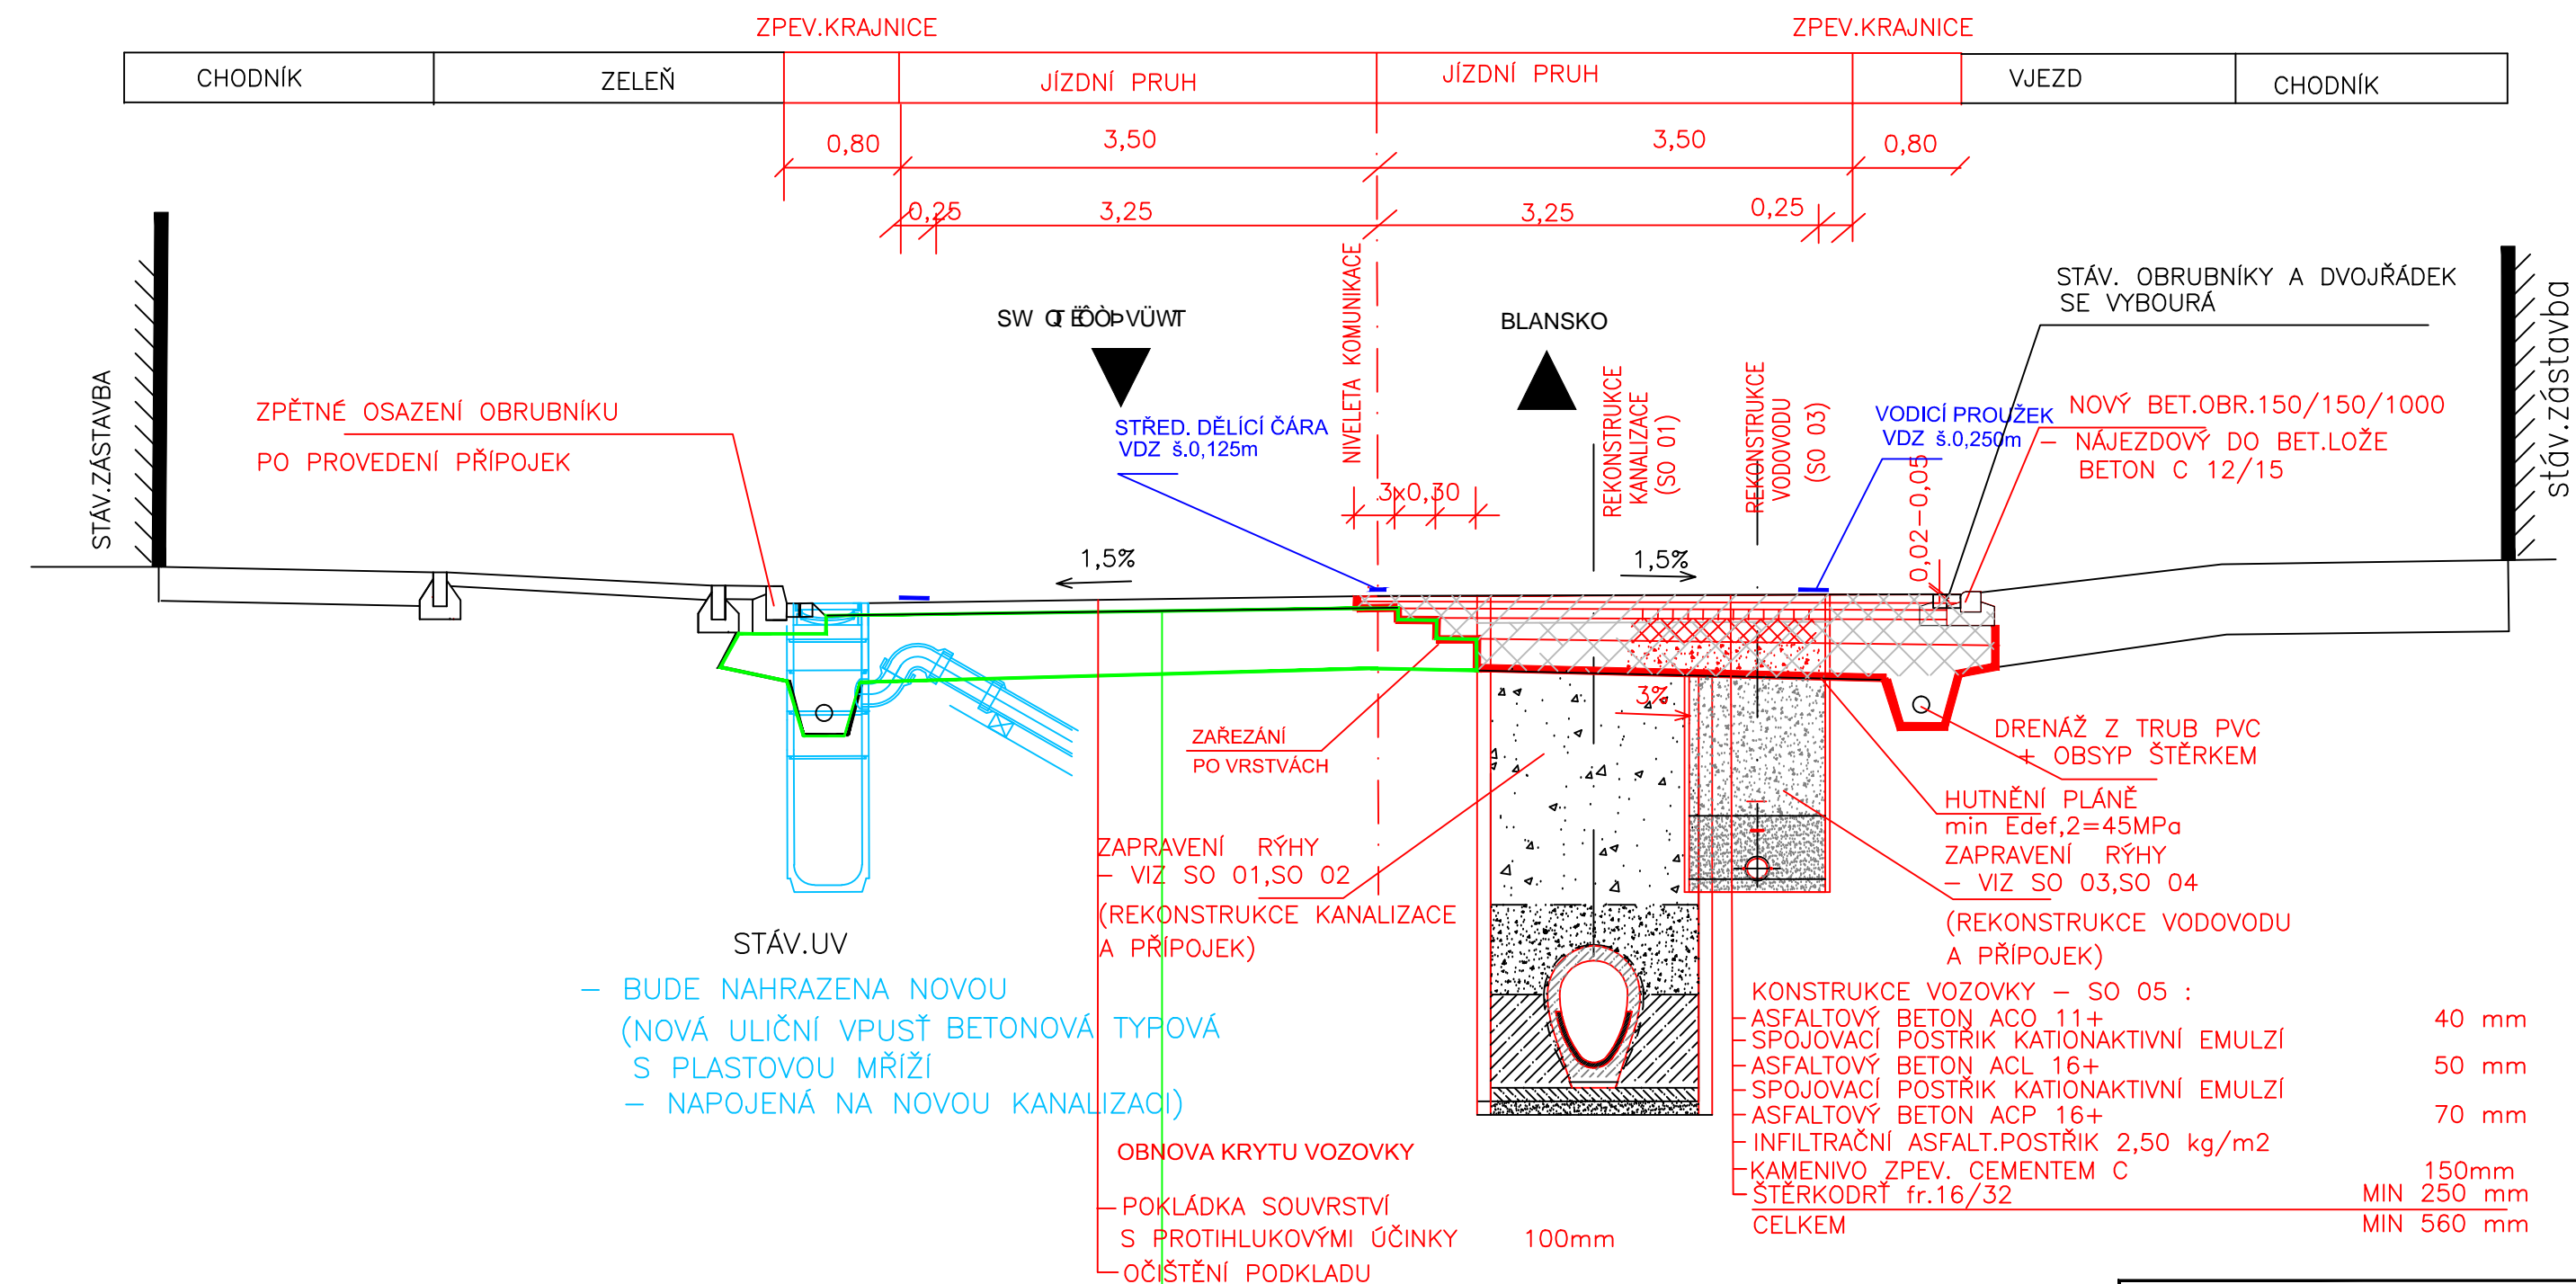 ZPEV.KRAJNICE
ZPEV.KRAJNICE
CHODNÍK
ZELEŇ
JÍZDNÍ PRUH
JÍZDNÍ PRUH
VJEZD
CHODNÍK
0,80
3,50
3,50
0,80
0,25
3,25
3,25
0,25
NIVELETA KOMUNIKACE
BLANSKO
STÁV. OBRUBNÍKY A DVOJŘÁDEK
SE VYBOURÁ
STÁV.ZÁSTAVBA
stáv.zástavba
ZPĚTNÉ OSAZENÍ OBRUBNÍKU
PO PROVEDENÍ PŘÍPOJEK
STŘED. DĚLÍCÍ ČÁRA
VDZ š.0,125m
REKONSTRUKCE
KANALIZACE
(SO 01)
REKONSTRUKCE
VODOVODU
(SO 03)
VODICÍ PROUŽEK
VDZ š.0,250m
NOVÝ BET.OBR.150/150/1000
– NÁJEZDOVÝ DO BET.LOŽE
BETON C 12/15
3x0,30
0,02-0,05
1,5%
1,5%
3%
ZAŘEZÁNÍ
PO VRSTVÁCH
DRENÁŽ Z TRUB PVC
+ OBSYP ŠTĚRKEM
HUTNĚNÍ PLÁNĚ
min Edef,2=45MPa
ZAPRAVENÍ RÝHY
– VIZ SO 03,SO 04
(REKONSTRUKCE VODOVODU
A PŘÍPOJEK)
ZAPRAVENÍ RÝHY
– VIZ SO 01,SO 02
(REKONSTRUKCE KANALIZACE
A PŘÍPOJEK)
STÁV.UV
– BUDE NAHRAZENA NOVOU
(NOVÁ ULIČNÍ VPUSŤ BETONOVÁ TYPOVÁ
S PLASTOVOU MŘÍŽÍ
– NAPOJENÁ NA NOVOU KANALIZACI)
KONSTRUKCE VOZOVKY – SO 05 :
ASFALTOVÝ BETON ACO 11+ 40 mm
SPOJOVACÍ POSTŘIK KATIONAKTIVNÍ EMULZÍ
ASFALTOVÝ BETON ACL 16+ 50 mm
SPOJOVACÍ POSTŘIK KATIONAKTIVNÍ EMULZÍ
ASFALTOVÝ BETON ACP 16+ 70 mm
INFILTRAČNÍ ASFALT.POSTŘIK 2,50 kg/m2
KAMENIVO ZPEV. CEMENTEM C 150mm
ŠTĚRKODRŤ fr.16/32 MIN 250 mm
CELKEM MIN 560 mm
OBNOVA KRYTU VOZOVKY
POKLÁDKA SOUVRSTVÍ
S PROTIHLUKOVÝMI ÚČINKY 100mm
OČIŠTĚNÍ PODKLADU